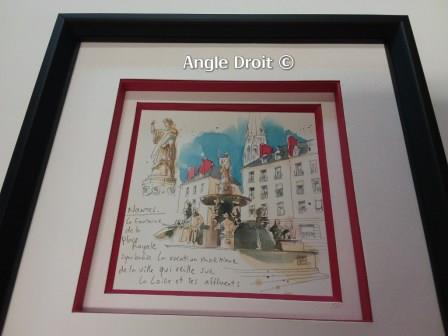 Angle Droit ©
NANTES.
La Fontaine
de la
Place
Royale
symbolise la vocation maritime
de la ville qui veille sur
la Loire et ses affluents